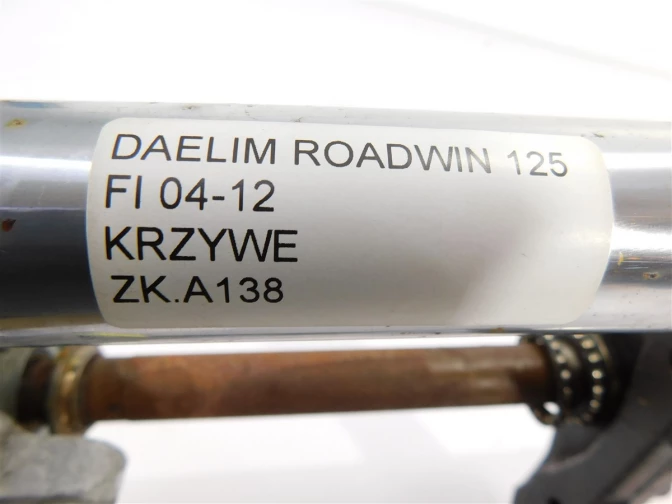 DAELIM ROADWIN 125
FI 04-12
KRZYWE
ZK.A138